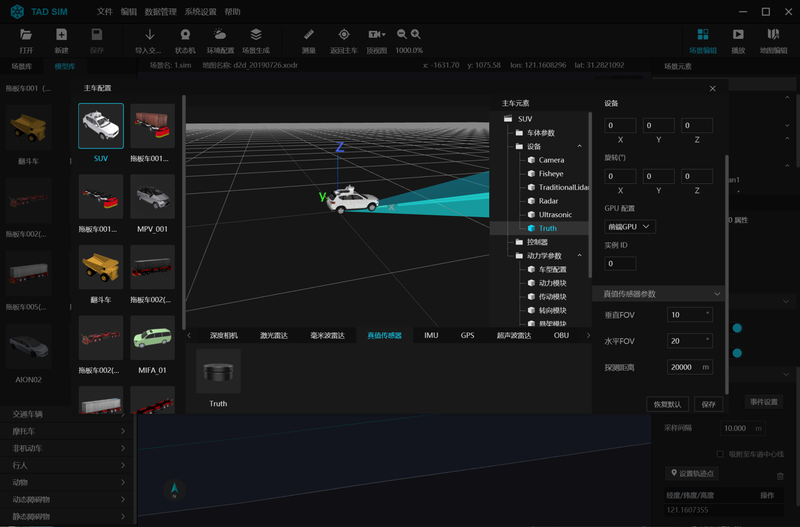 TAD SIM 文件 编辑 数据管理 系统设置 帮助
打开 新建 保存 导入交... 状态机 环境配置 场景生成 测量 返回主车 顶视图 1000.0% 场景编辑 播放 地图编辑
场景库 模型库 场景名: 1.sim 地图名称: d2d_20190726.xodr x: -1631.70 y: 1075.58 lon: 121.1608296 lat: 31.2821092 场景元素
拖板车001 (...
翻斗车
拖板车002(...
拖板车005(...
AION02
交通车辆
摩托车
非机动车
行人
动物
动态障碍物
静态障碍物
主车配置
SUV 拖板车001...
拖板车001... MPV_001
翻斗车 拖板车002(...
拖板车002(... MIFA_01
Z
y
x
主车元素
SUV
车体参数
设备
Camera
Fisheye
TraditionalLidar
Radar
Ultrasonic
Truth
控制器
动力学参数
车型配置
动力模块
传动模块
转向模块
悬架模块
深度相机 激光雷达 毫米波雷达 真值传感器 IMU GPS 超声波雷达 OBU
Truth
设备
0 0 0
X Y Z
旋转(°)
0 0 0
X Y Z
GPU 配置
前端GPU
实例 ID
0
真值传感器参数
垂直FOV 10 °
水平FOV 20 °
探测距离 20000 m
恢复默认 保存
an1
0 属性
事件设置
采样间隔 10.000 m
吸附至车道中心线
设置轨迹点
经度/纬度/高度 操作
121.1607355
N